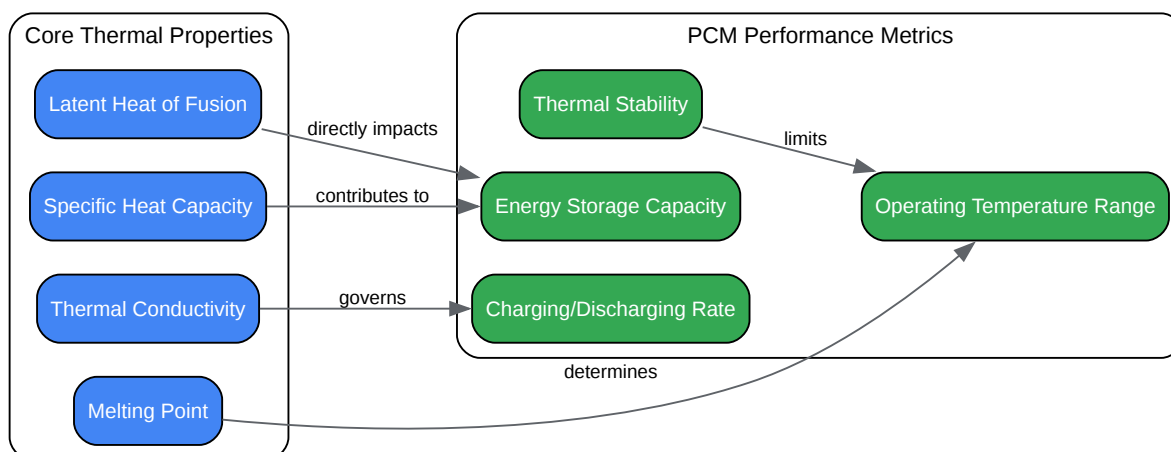 Core Thermal Properties
PCM Performance Metrics
Latent Heat of Fusion
directly impacts
Thermal Stability
limits
Specific Heat Capacity
contributes to
Energy Storage Capacity
Operating Temperature Range
Thermal Conductivity
governs
Charging/Discharging Rate
determines
Melting Point